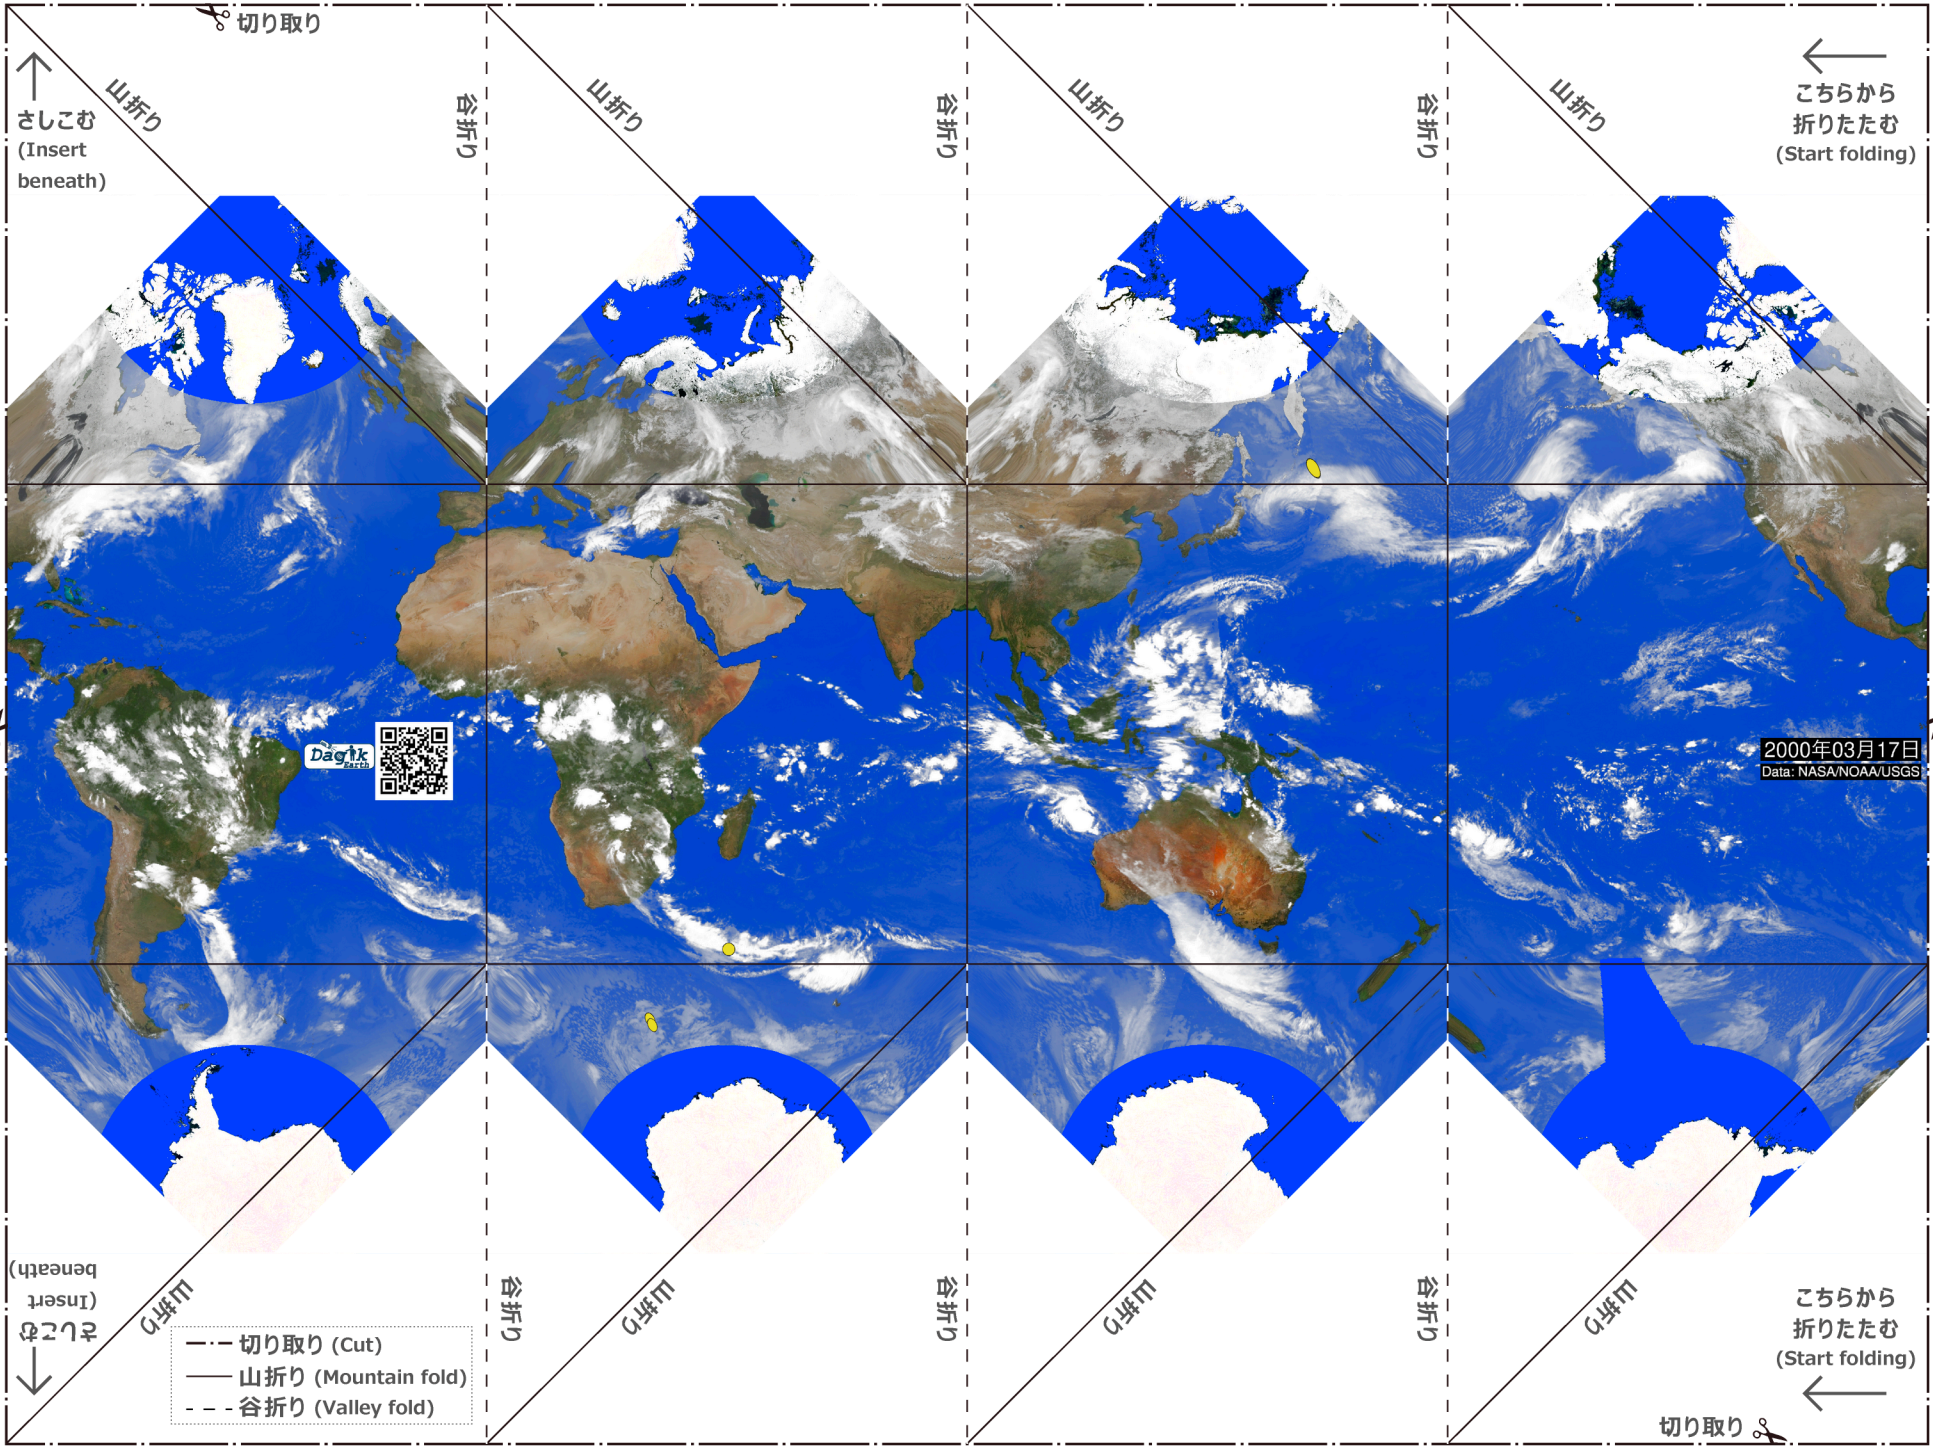 切り取り
山折り
谷折り
山折り
谷折り
山折り
谷折り
山折り
こちらから
折りたたむ
(Start folding)
さしこむ
(Insert
beneath)
Dagik
Earth
2000年03月17日
Data: NASA/NOAA/USGS
さしこむ
(Insert
beneath)
山折り
谷折り
山折り
谷折り
山折り
谷折り
山折り
こちらから
折りたたむ
(Start folding)
切り取り (Cut)
山折り (Mountain fold)
谷折り (Valley fold)
切り取り